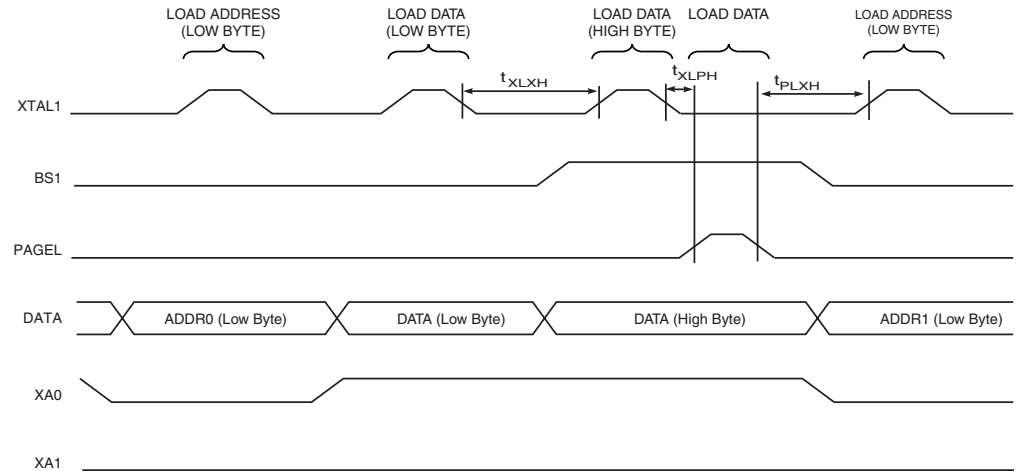 LOAD ADDRESS
(LOW BYTE)
LOAD DATA
(LOW BYTE)
LOAD DATA
(HIGH BYTE)
LOAD DATA
LOAD ADDRESS
(LOW BYTE)
tXLXH
tXLPH
tPLXH
XTAL1
BS1
PAGEL
DATA
ADDR0 (Low Byte)
DATA (Low Byte)
DATA (High Byte)
ADDR1 (Low Byte)
XA0
XA1